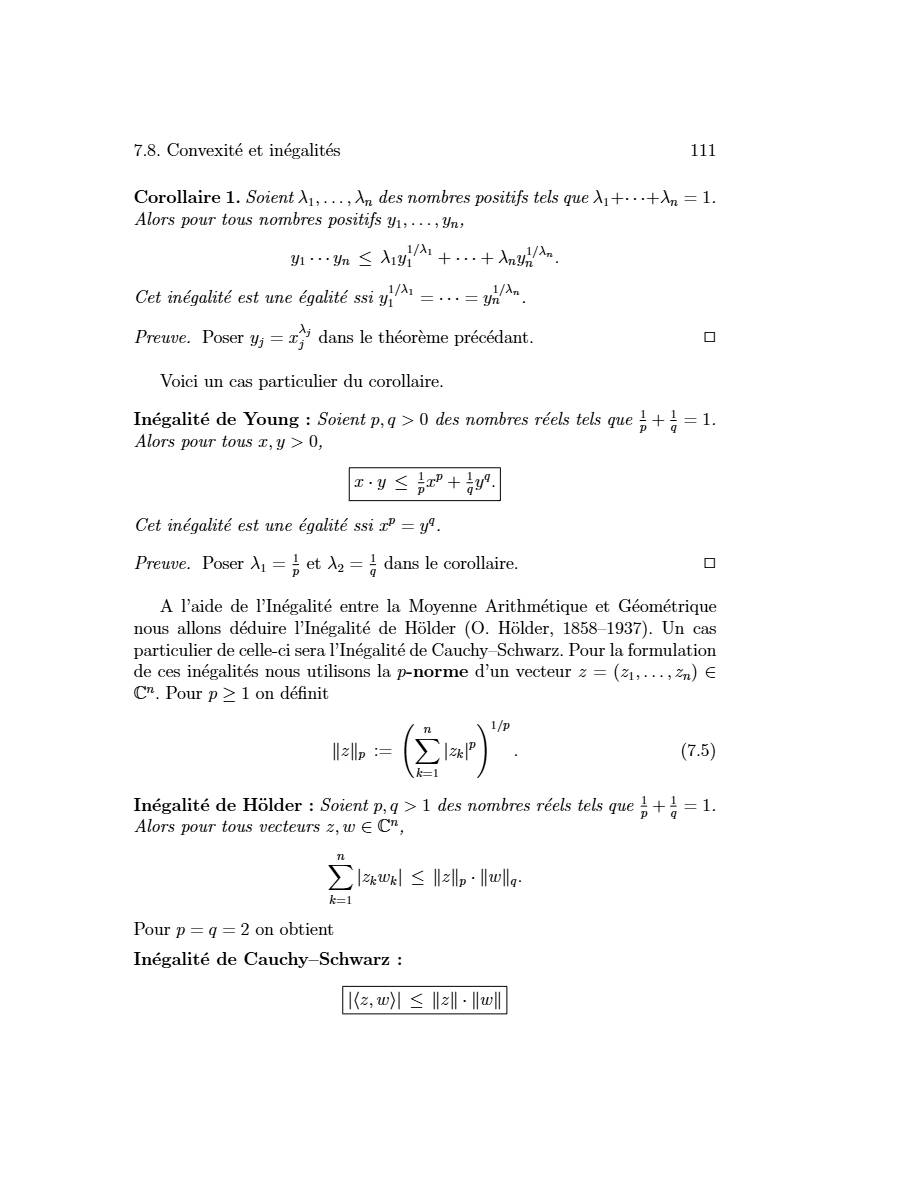 7.8. Convexité et inégalités 111
Corollaire 1. Soient λ₁, . . . , λₙ des nombres positifs tels que λ₁+· · ·+λₙ = 1.
Alors pour tous nombres positifs y₁, . . . , yₙ,
y₁ · · · yₙ ≤ λ₁y₁^{1/λ₁} + · · · + λₙyₙ^{1/λₙ}.
Cet inégalité est une égalité ssi y₁^{1/λ₁} = · · · = yₙ^{1/λₙ}.
Preuve. Poser y_j = x_j^{λ_j} dans le théorème précédant. □
Voici un cas particulier du corollaire.
Inégalité de Young : Soient p, q > 0 des nombres réels tels que 1/p + 1/q = 1.
Alors pour tous x, y > 0,
x · y ≤ 1/p x^p + 1/q y^q.
Cet inégalité est une égalité ssi x^p = y^q.
Preuve. Poser λ₁ = 1/p et λ₂ = 1/q dans le corollaire. □
A l'aide de l'Inégalité entre la Moyenne Arithmétique et Géométrique
nous allons déduire l'Inégalité de Hölder (O. Hölder, 1858–1937). Un cas
particulier de celle-ci sera l'Inégalité de Cauchy–Schwarz. Pour la formulation
de ces inégalités nous utilisons la p-norme d'un vecteur z = (z₁, . . . , zₙ) ∈
ℂⁿ. Pour p ≥ 1 on définit
‖z‖_p := (∑_{k=1}^{n} |z_k|^p)^{1/p}. (7.5)
Inégalité de Hölder : Soient p, q > 1 des nombres réels tels que 1/p + 1/q = 1.
Alors pour tous vecteurs z, w ∈ ℂⁿ,
∑_{k=1}^{n} |z_k w_k| ≤ ‖z‖_p · ‖w‖_q.
Pour p = q = 2 on obtient
Inégalité de Cauchy–Schwarz :
|⟨z, w⟩| ≤ ‖z‖ · ‖w‖